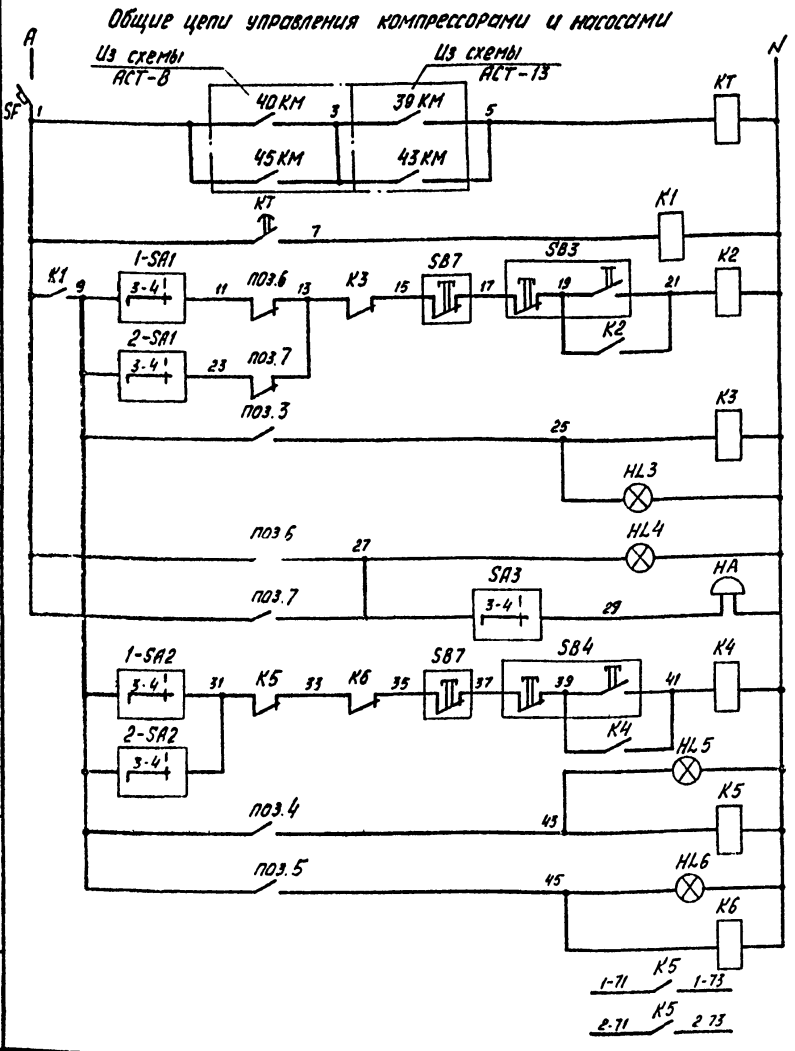 Общие цепи управления компрессорами и насосами
А
N
Из схемы
АСТ-8
Из схемы
АСТ-13
SF
1
40КМ
3
39КМ
5
КТ
45КМ
43КМ
КТ
7
К1
К1
9
1-SA1
3-4
11
поз.6
13
К3
15
SB7
17
SB3
19
21
К2
2-SA1
3-4
23
поз.7
К2
поз.3
25
К3
HL3
поз.6
27
HL4
поз.7
SA3
3-4
29
НА
1-SA2
3-4
31
К5
33
К6
35
SB7
37
SB4
39
41
К4
2-SA2
3-4
К4
HL5
поз.4
43
К5
поз.5
45
HL6
К6
1-71
К5
1-73
2-71
К5
2 73